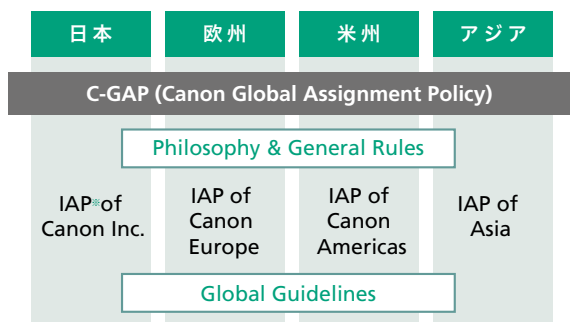 日本 欧州 米州 アジア
C-GAP (Canon Global Assignment Policy)
Philosophy & General Rules
IAP※of
Canon Inc.
IAP of
Canon
Europe
IAP of
Canon
Americas
IAP of
Asia
Global Guidelines